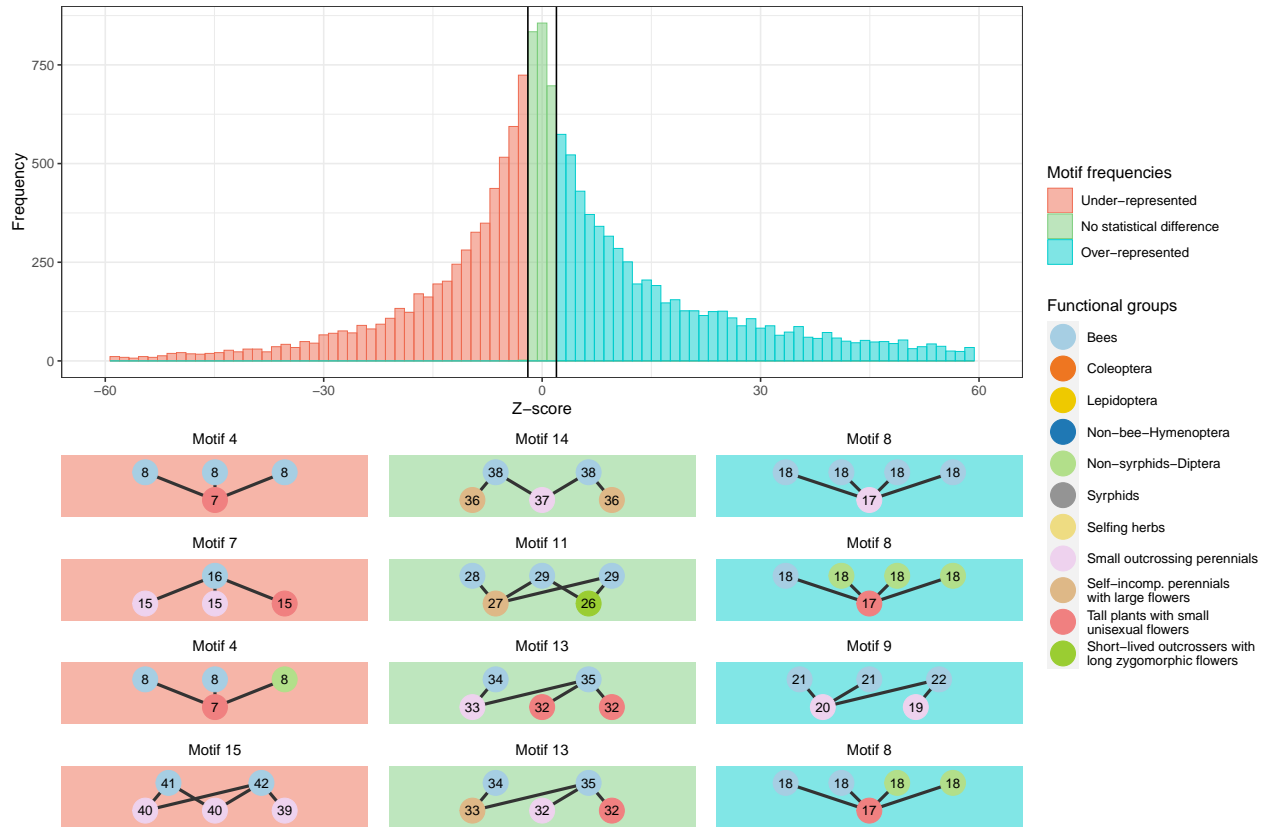 750
500
250
0
Frequency
−60
−30
0
30
60
Z−score
Motif frequencies
Under−represented
No statistical difference
Over−represented
Functional groups
Bees
Coleoptera
Lepidoptera
Non−bee−Hymenoptera
Non−syrphids−Diptera
Syrphids
Selfing herbs
Small outcrossing perennials
Self−incomp. perennials
with large flowers
Tall plants with small
unisexual flowers
Short−lived outcrossers with
long zygomorphic flowers
Motif 4
8 8 8
7
Motif 14
38 38
36 37 36
Motif 8
18 18 18 18
17
Motif 7
16
15 15 15
Motif 11
28 29 29
27 26
Motif 8
18 18 18 18
17
Motif 4
8 8 8
7
Motif 13
34 35
33 32 32
Motif 9
21 21 22
20 19
Motif 15
41 42
40 40 39
Motif 13
34 35
33 32 32
Motif 8
18 18 18 18
17